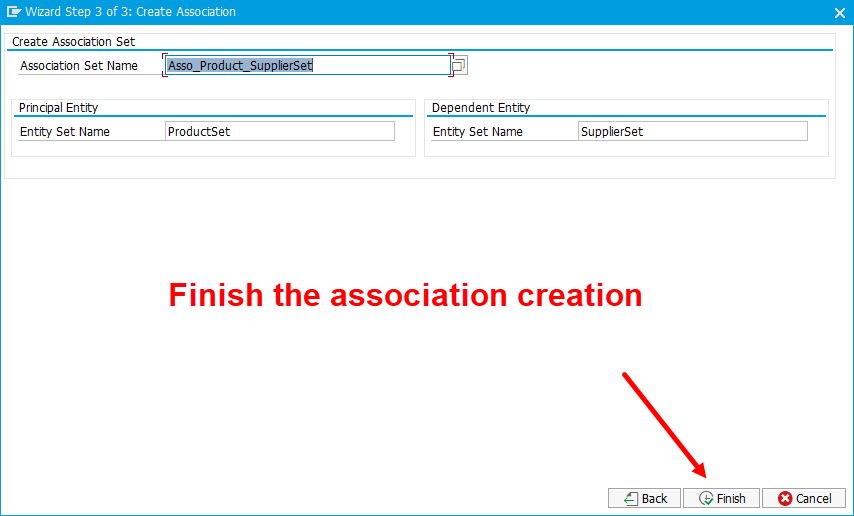 Wizard Step 3 of 3: Create Association
Create Association Set
Association Set Name Asso_Product_SupplierSet
Principal Entity Dependent Entity
Entity Set Name ProductSet Entity Set Name SupplierSet
Finish the association creation
Back Finish Cancel